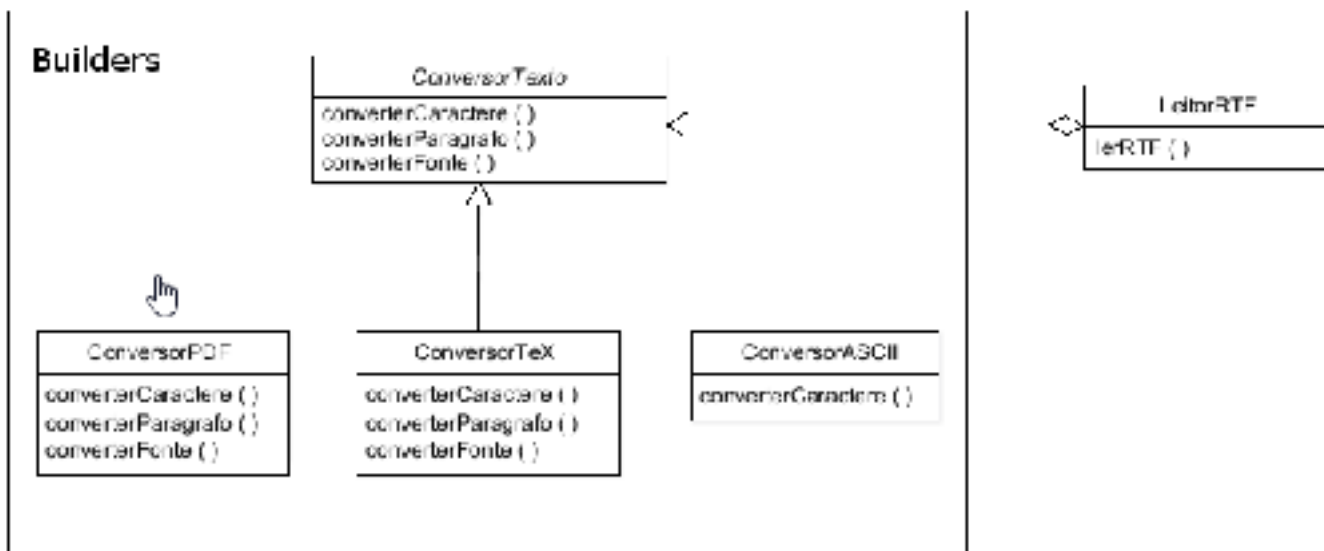 Builders
ConversorTexto
converterCaractere ( )
converterParagrafo ( )
converterFonte ( )
LeitorRTF
lerRTF ( )
ConversorPDF
converterCaractere ( )
converterParagrafo ( )
converterFonte ( )
ConversorTeX
converterCaractere ( )
converterParagrafo ( )
converterFonte ( )
ConversorASCII
converterCaractere ( )